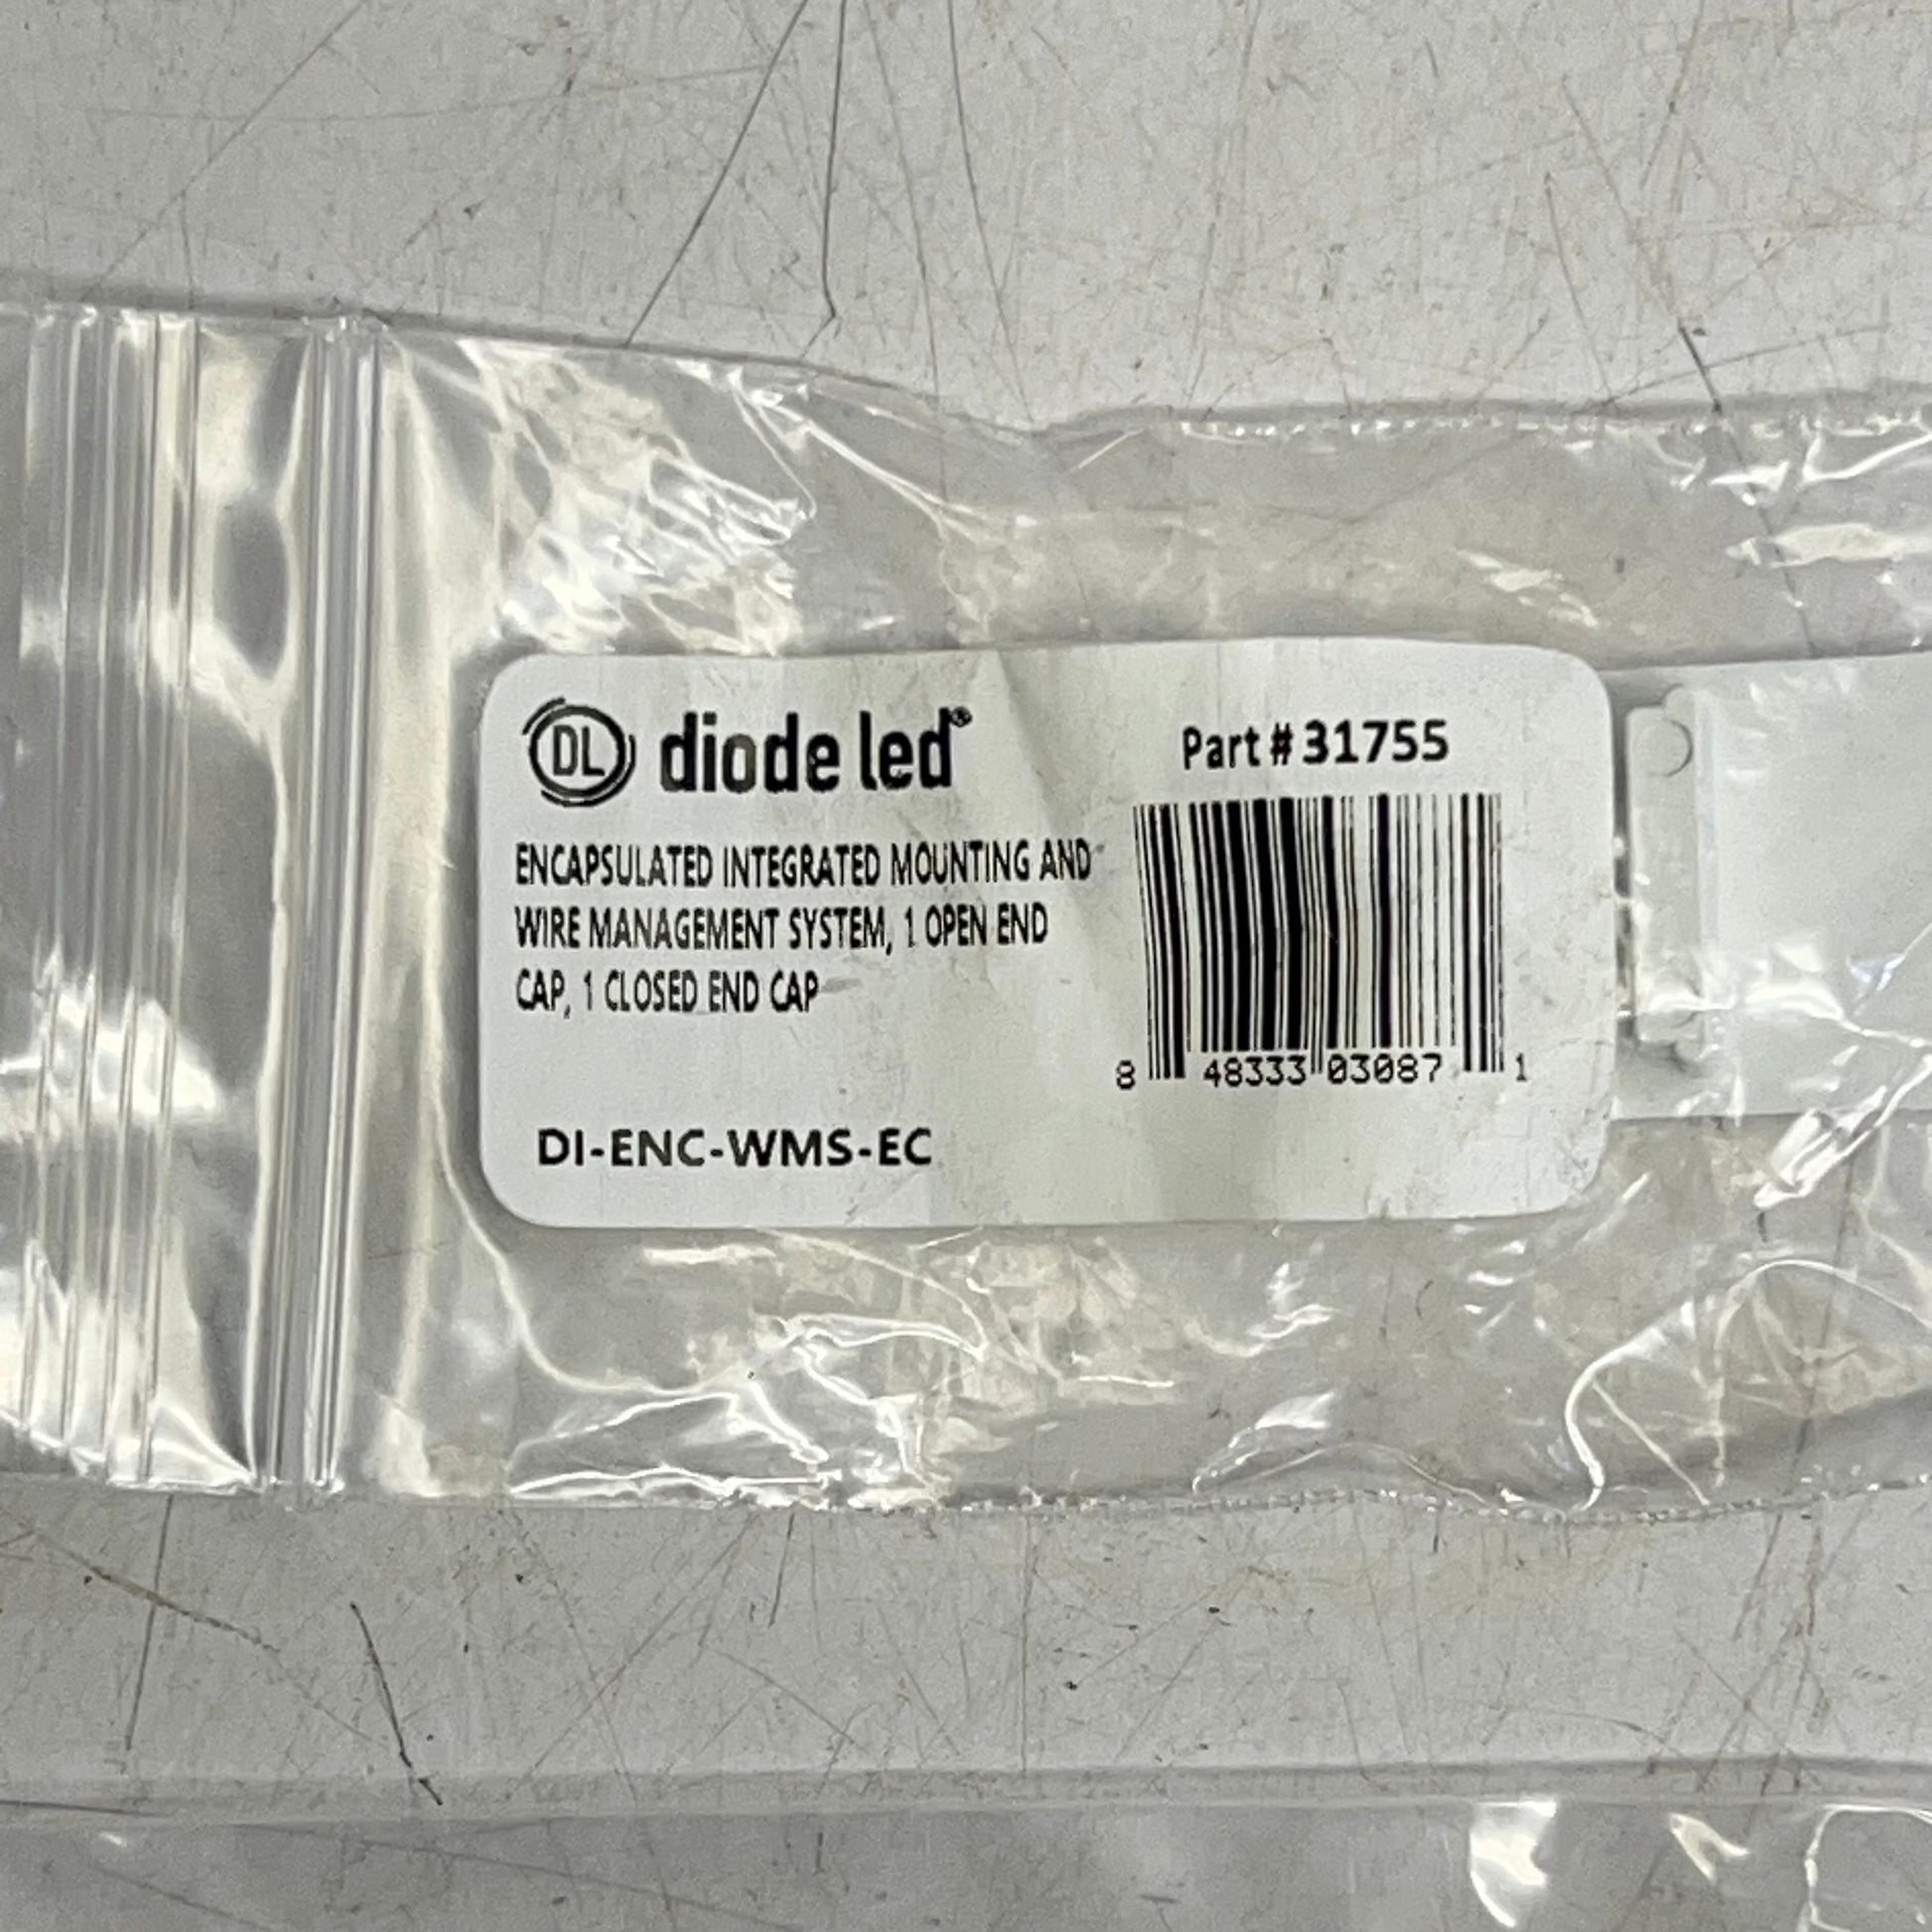 DL diode led®
Part # 31755
ENCAPSULATED INTEGRATED MOUNTING AND
WIRE MANAGEMENT SYSTEM, 1 OPEN END
CAP, 1 CLOSED END CAP
8 48333 03087 1
DI-ENC-WMS-EC